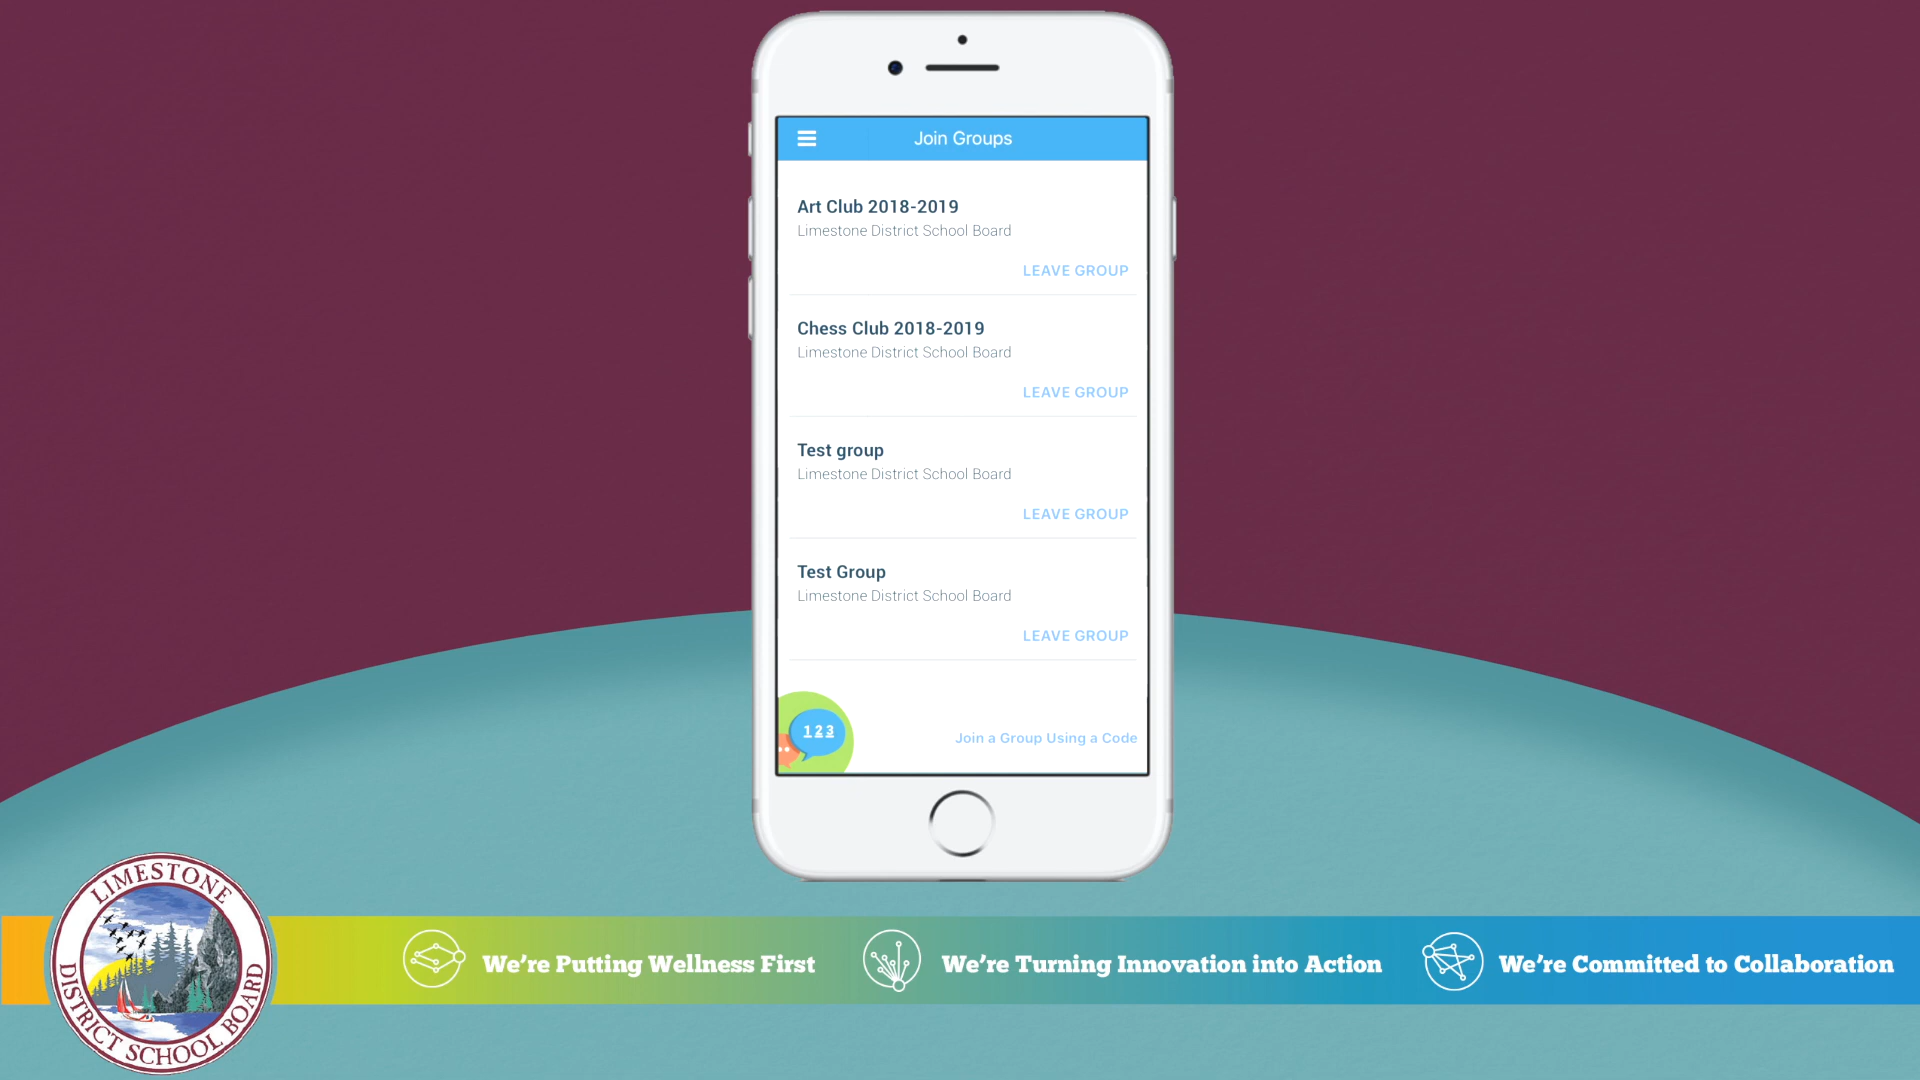 Join Groups
Art Club 2018-2019
Limestone District School Board
LEAVE GROUP
Chess Club 2018-2019
Limestone District School Board
LEAVE GROUP
Test group
Limestone District School Board
LEAVE GROUP
Test Group
Limestone District School Board
LEAVE GROUP
123
Join a Group Using a Code
LIMESTONE
DISTRICT SCHOOL BOARD
We're Putting Wellness First
We're Turning Innovation into Action
We're Committed to Collaboration